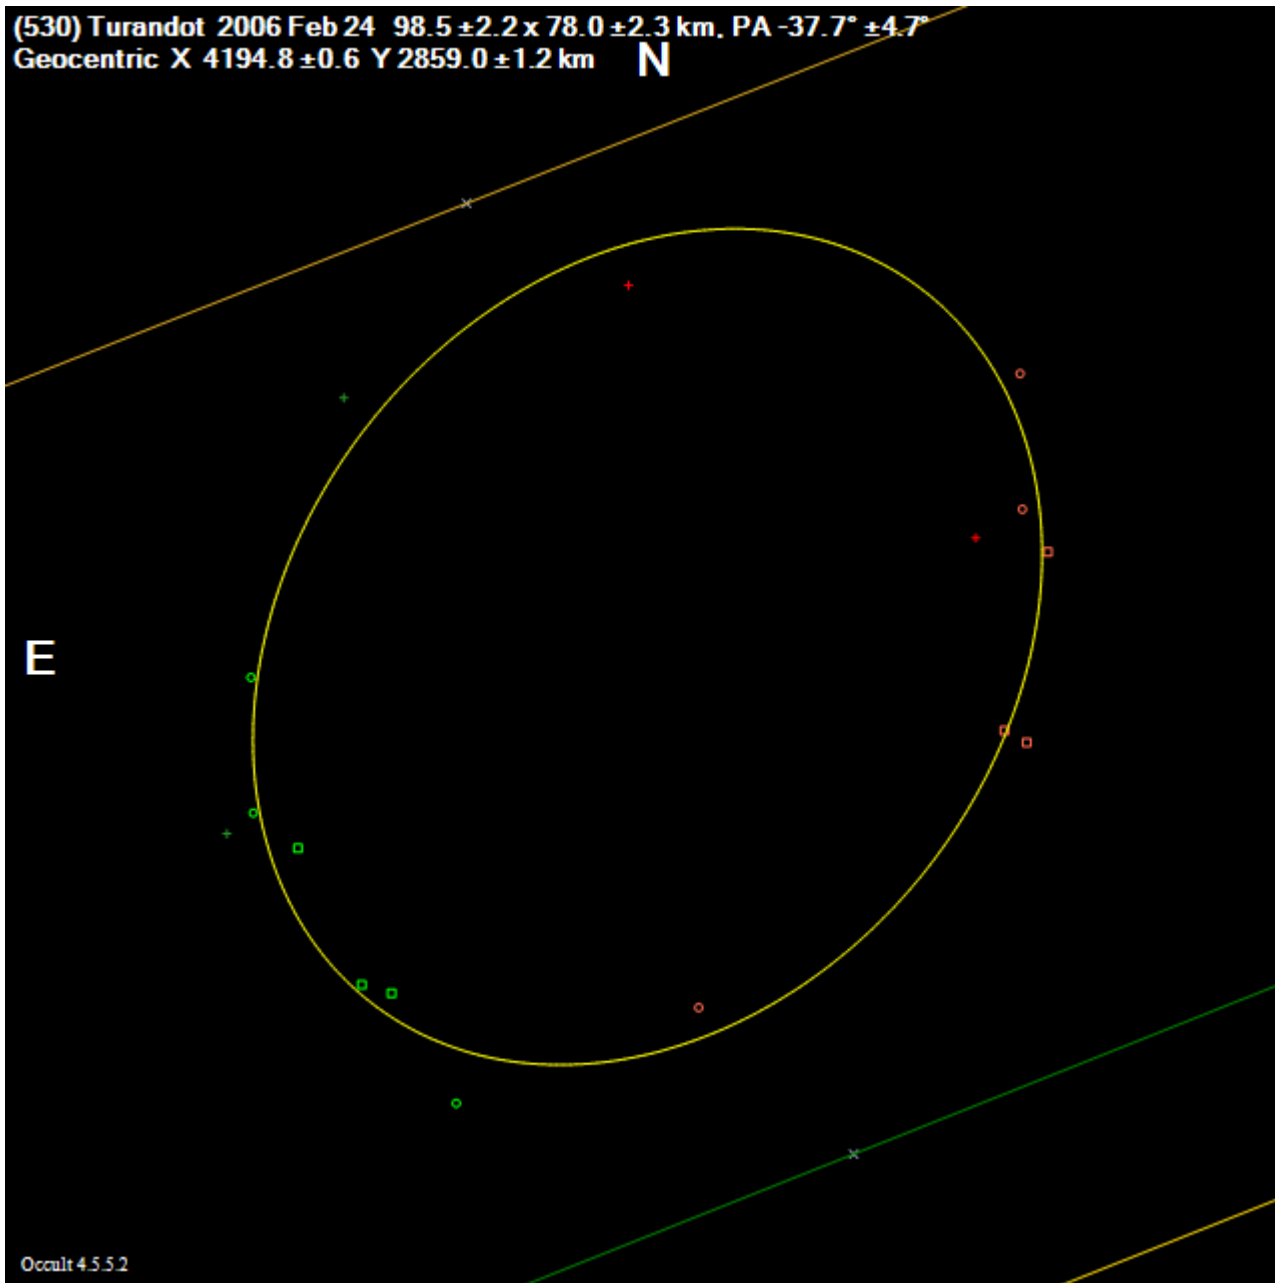 (530) Turandot 2006 Feb 24 98.5 ±2.2 x 78.0 ±2.3 km, PA -37.7° ±4.7°
Geocentric X 4194.8 ±0.6 Y 2859.0 ±1.2 km
N
E
Occult 4.5.5.2